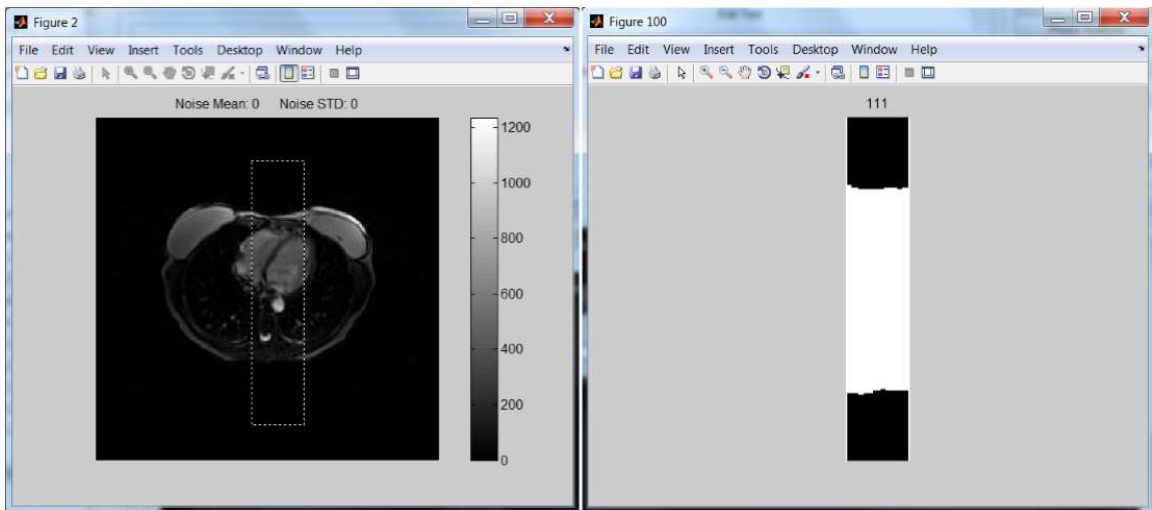 Figure 2
File Edit View Insert Tools Desktop Window Help
Noise Mean: 0 Noise STD: 0
1200
1000
800
600
400
200
0
Figure 100
File Edit View Insert Tools Desktop Window Help
111